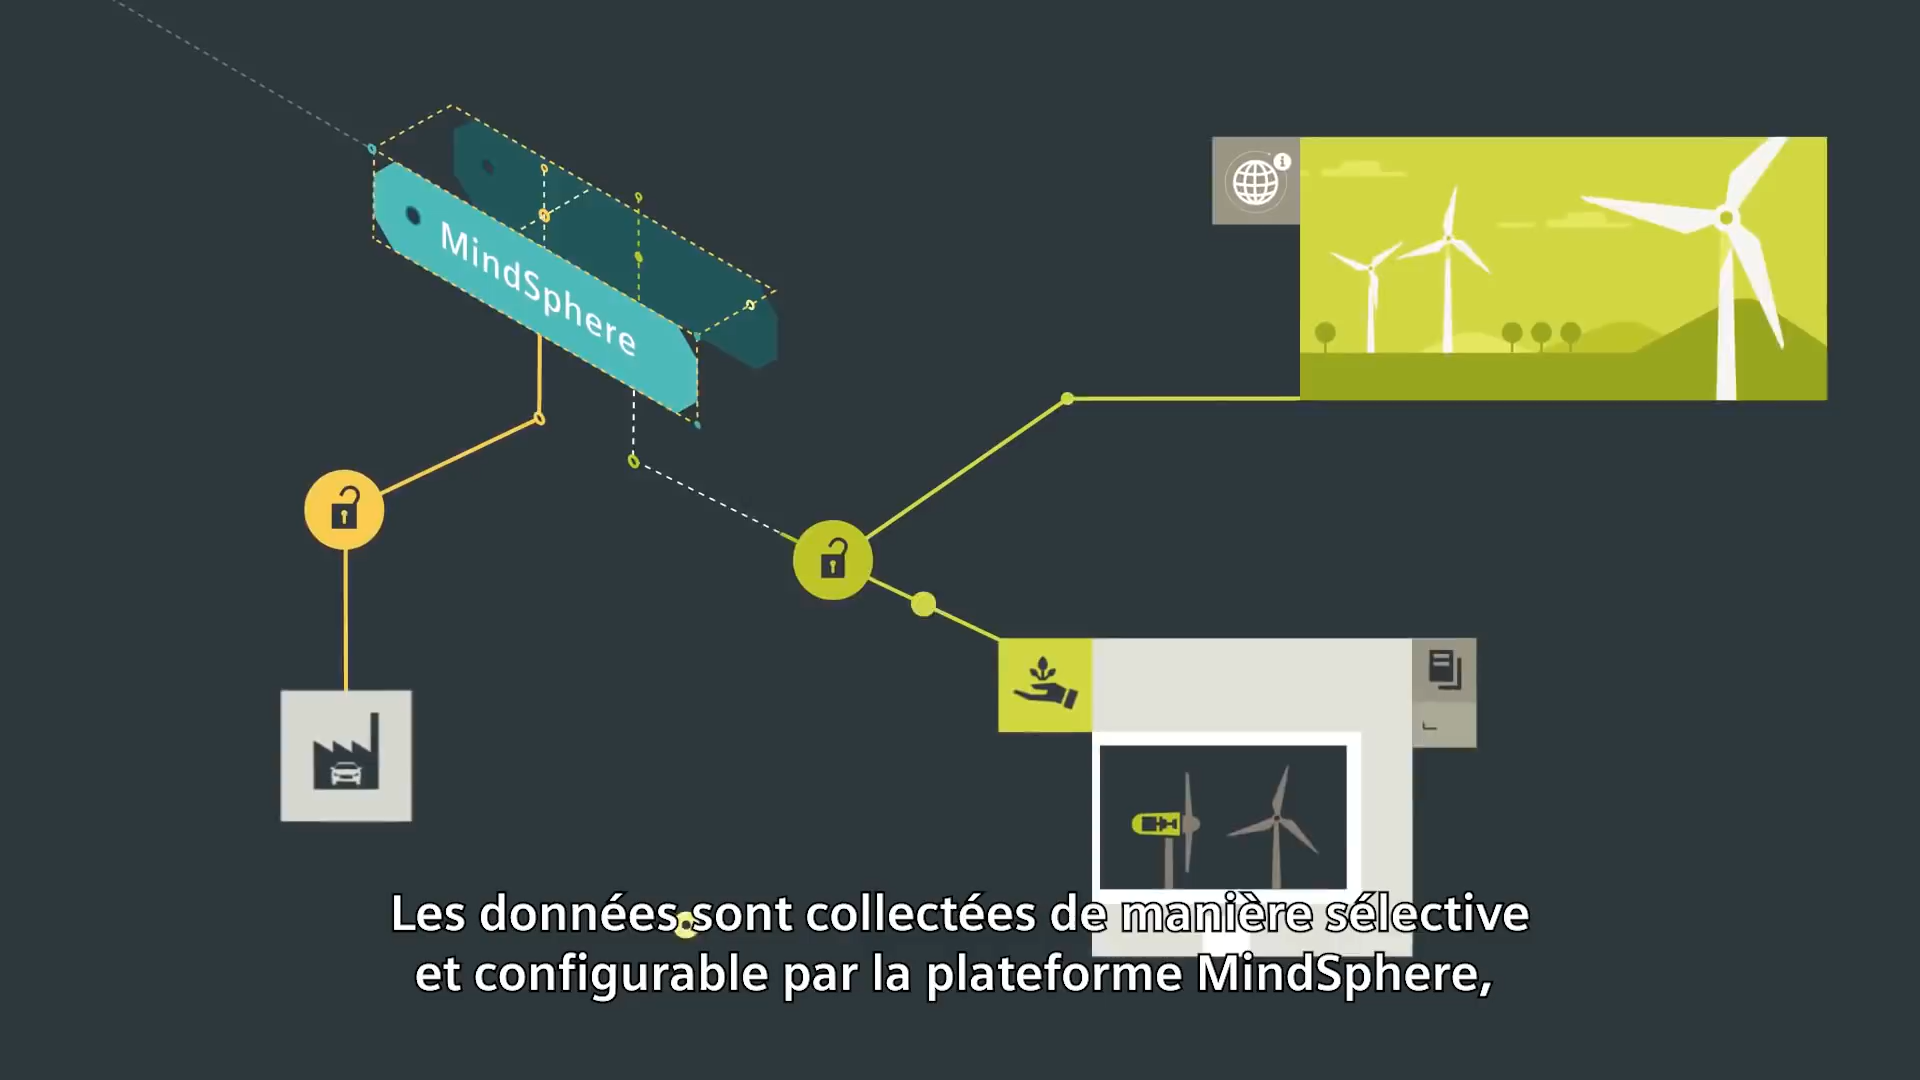 MindSphere
i
Les données sont collectées de manière sélective
et configurable par la plateforme MindSphere,